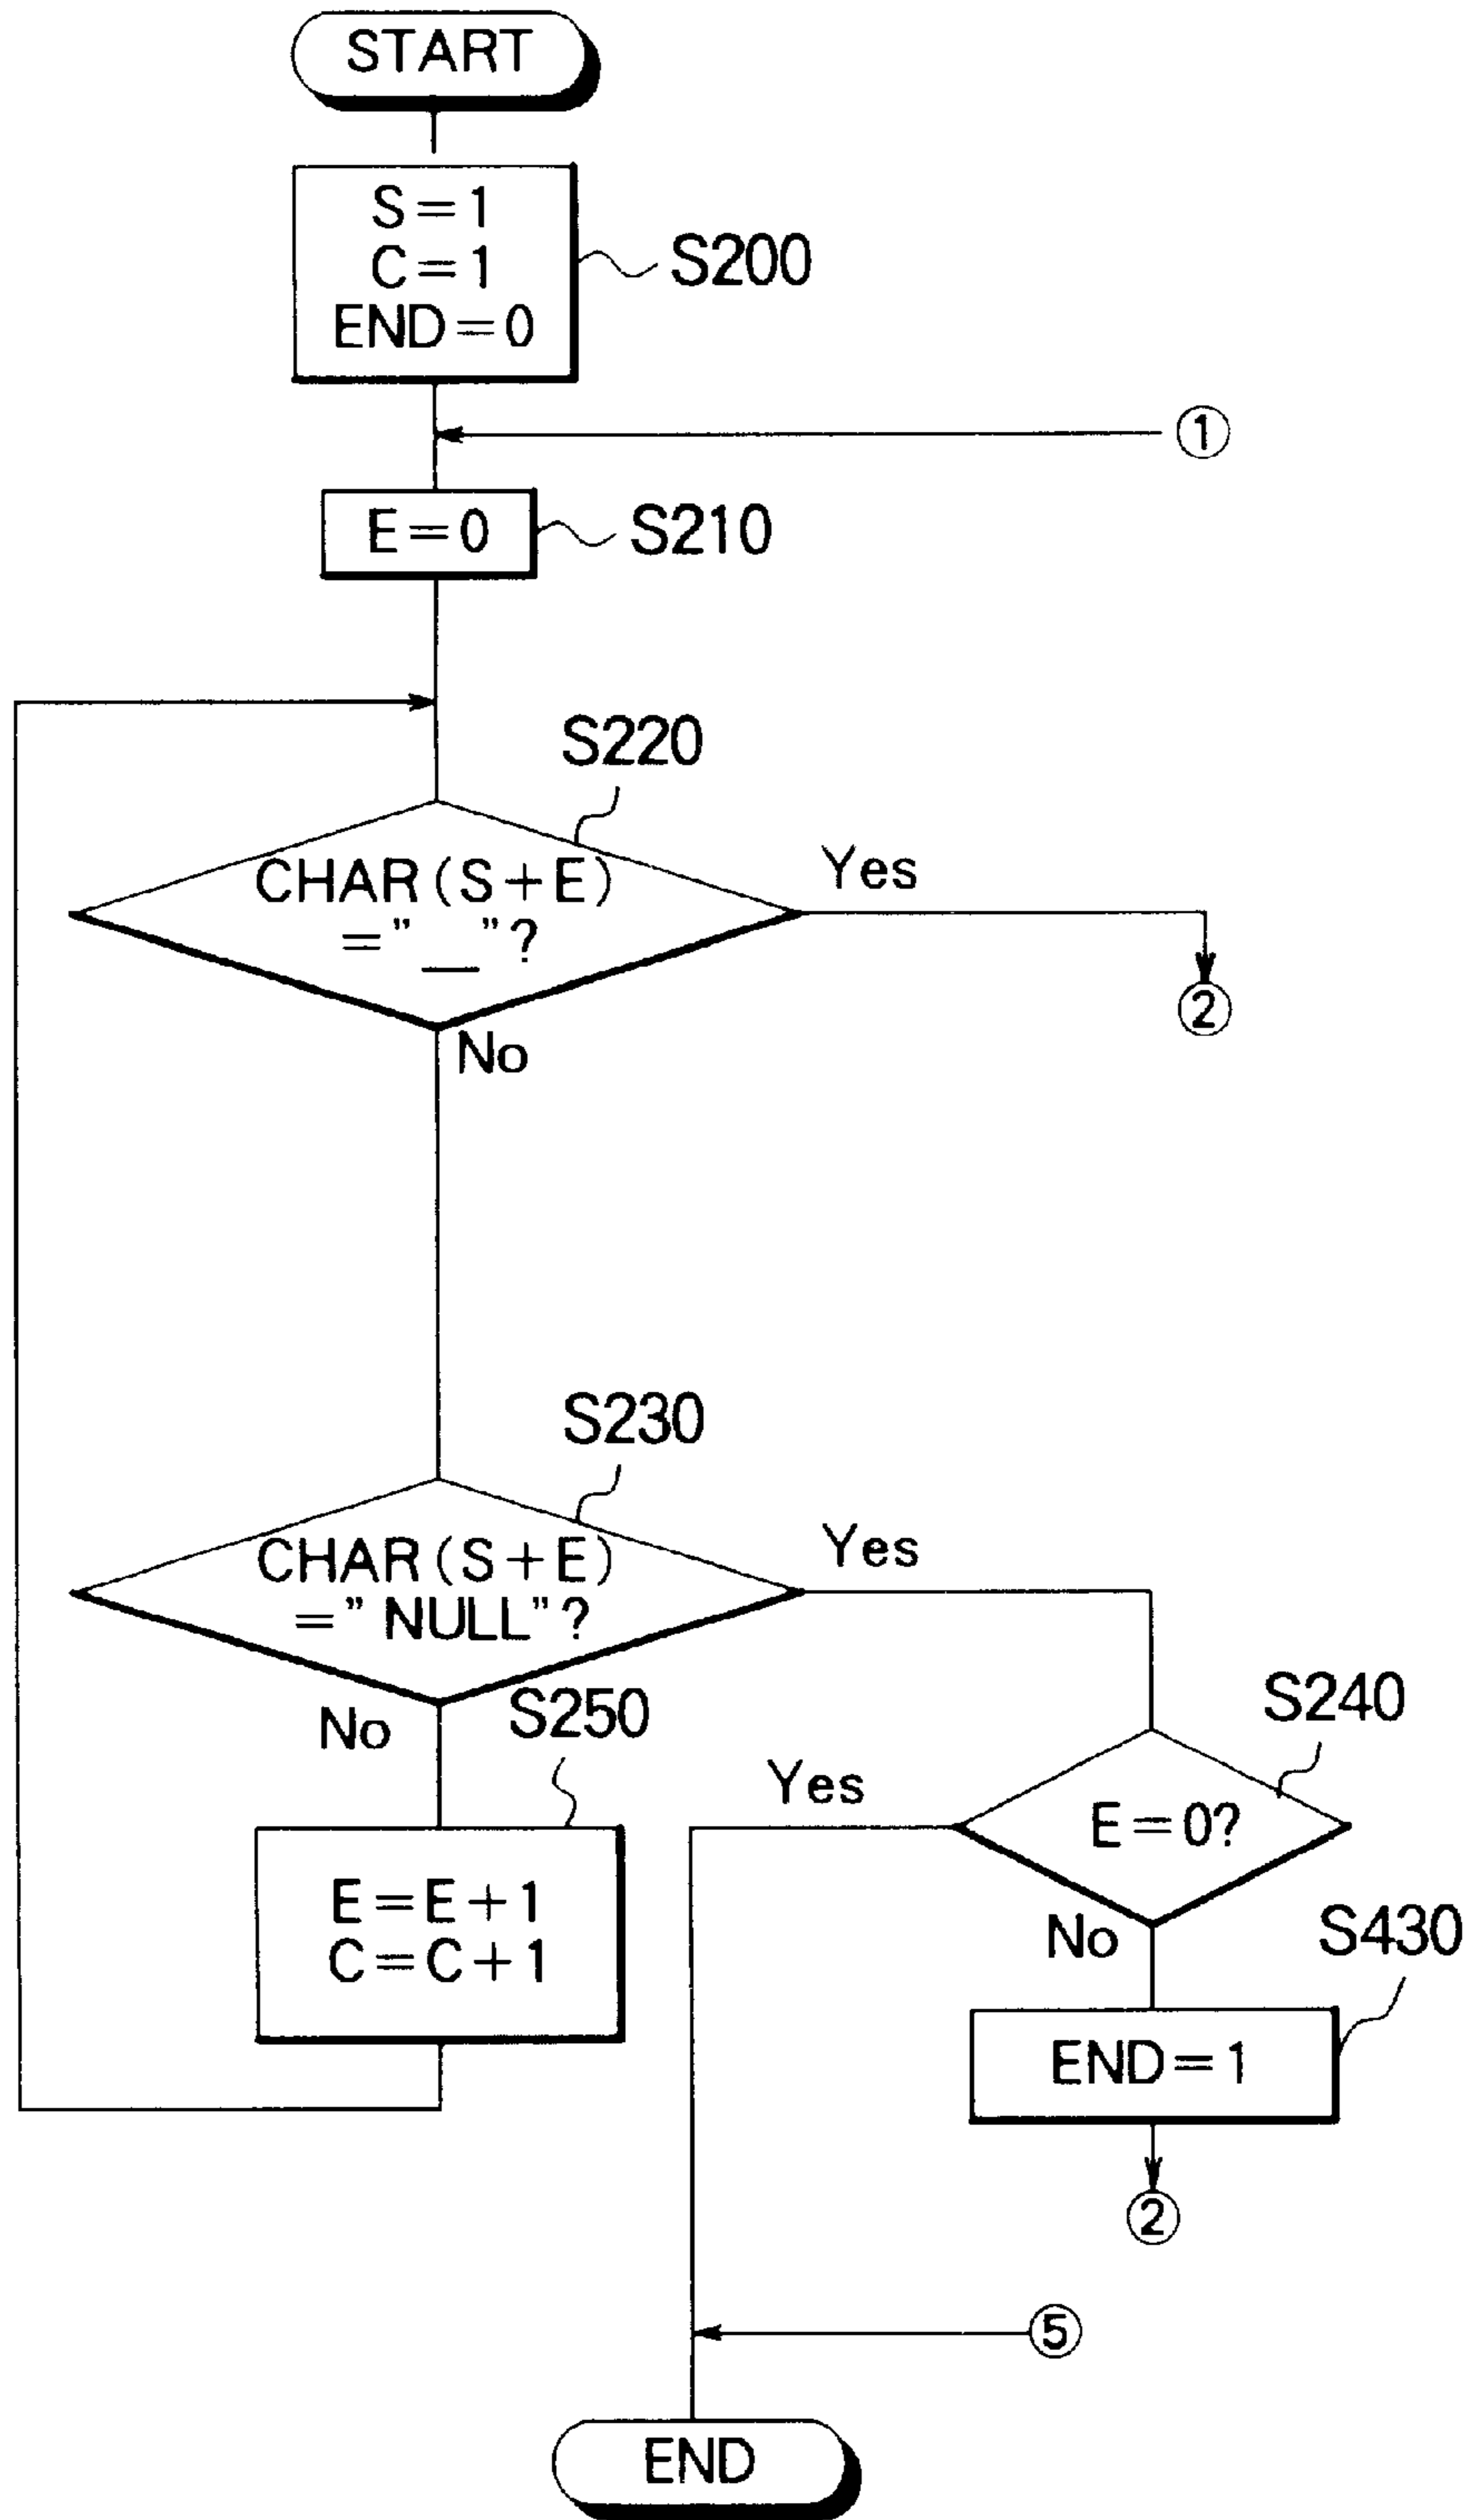 START
S=1
C=1
END=0
S200
①
E=0
S210
S220
CHAR(S+E)
="__"?
Yes
②
No
S230
CHAR(S+E)
="NULL"?
Yes
No
S250
S240
Yes
E=0?
E=E+1
C=C+1
No
S430
END=1
②
⑤
END